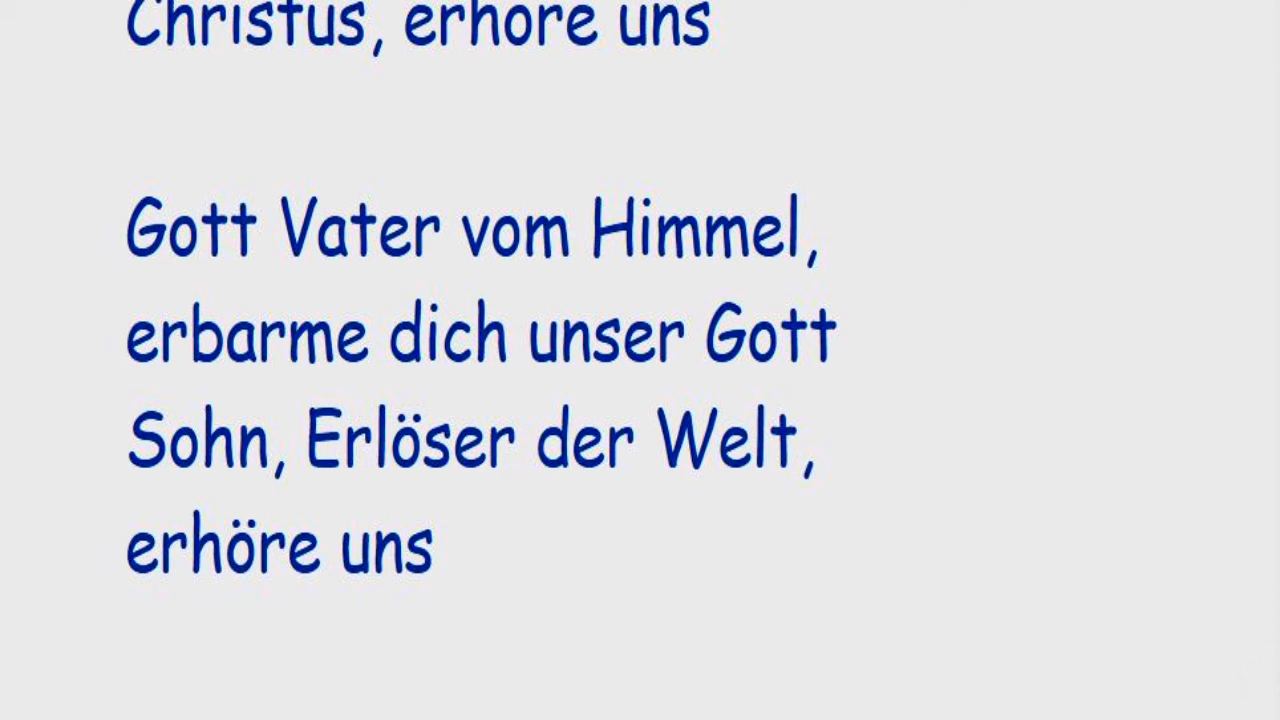 Christus, erhöre uns
Gott Vater vom Himmel,
erbarme dich unser Gott
Sohn, Erlöser der Welt,
erhöre uns